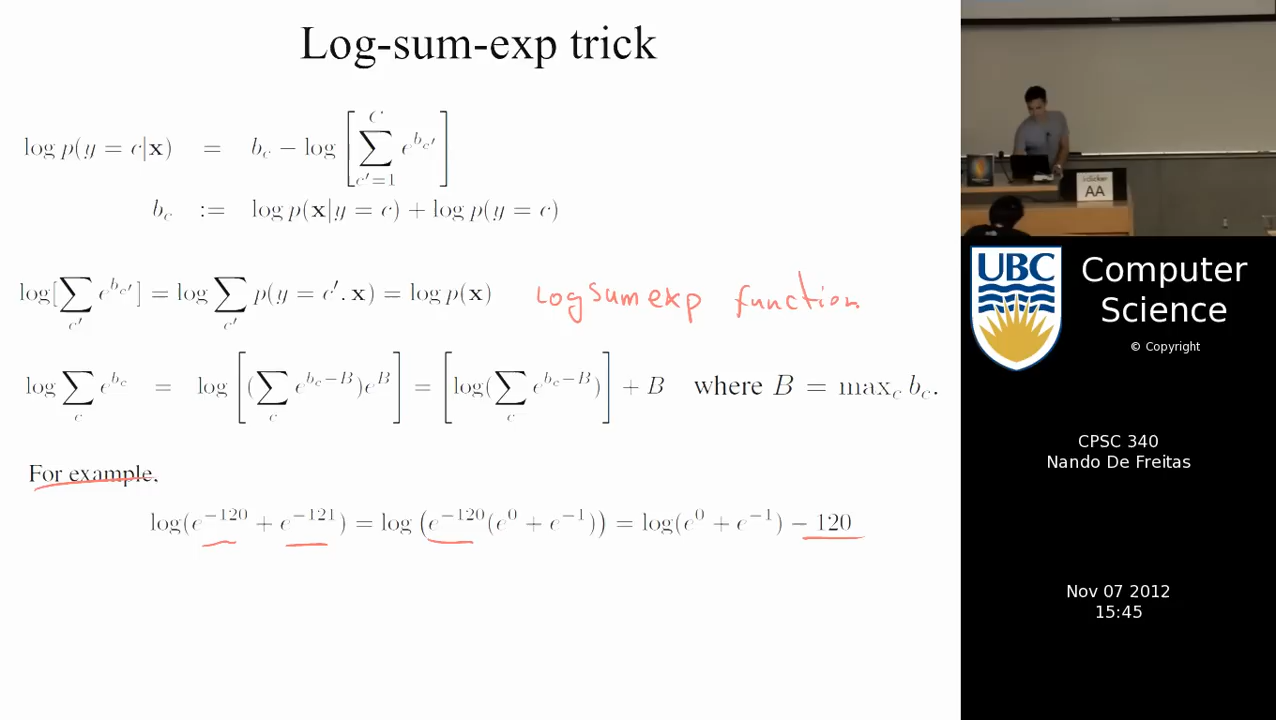 Log-sum-exp trick
log p(y = c|x) = b_c − log [ ∑_{c'=1}^{C} e^{b_{c'}} ]
b_c := log p(x|y = c) + log p(y = c)
log[∑_{c'} e^{b_{c'}}] = log ∑_{c'} p(y = c'. x) = log p(x) logsumexp function
log ∑_c e^{b_c} = log [ (∑_c e^{b_c−B})e^B ] = [ log(∑_c e^{b_c−B}) ] + B where B = max_c b_c.
For example,
log(e^{−120} + e^{−121}) = log (e^{−120}(e^0 + e^{−1})) = log(e^0 + e^{−1}) − 120
AA
UBC
Computer
Science
© Copyright
CPSC 340
Nando De Freitas
Nov 07 2012
15:45